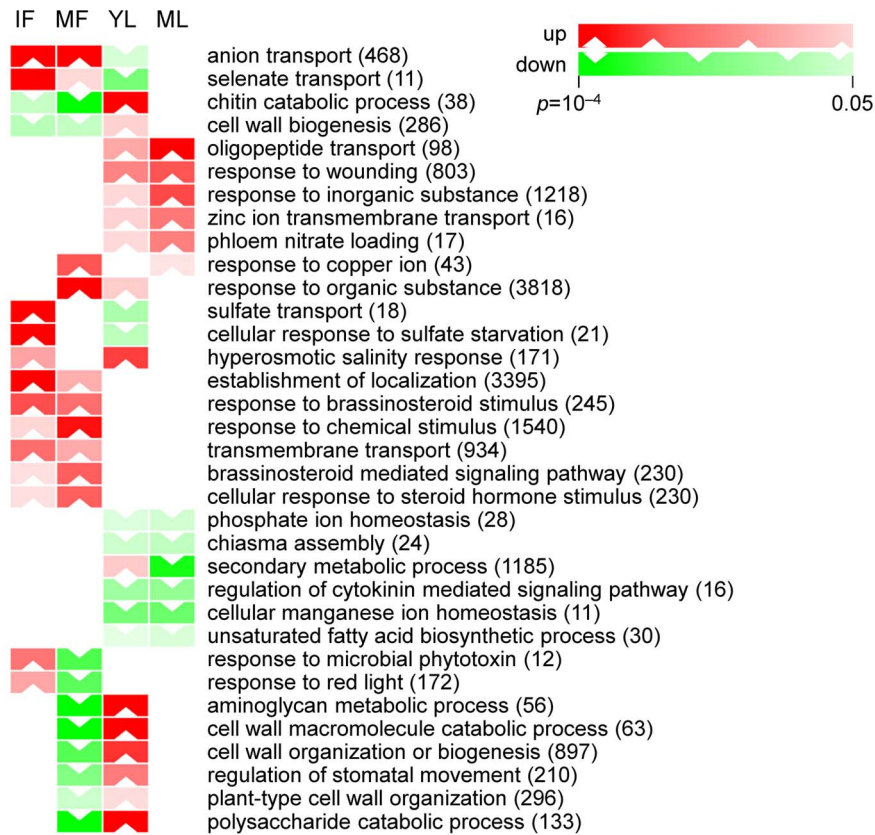 IF MF YL ML
up
down
p=10⁻⁴ 0.05
anion transport (468)
selenate transport (11)
chitin catabolic process (38)
cell wall biogenesis (286)
oligopeptide transport (98)
response to wounding (803)
response to inorganic substance (1218)
zinc ion transmembrane transport (16)
phloem nitrate loading (17)
response to copper ion (43)
response to organic substance (3818)
sulfate transport (18)
cellular response to sulfate starvation (21)
hyperosmotic salinity response (171)
establishment of localization (3395)
response to brassinosteroid stimulus (245)
response to chemical stimulus (1540)
transmembrane transport (934)
brassinosteroid mediated signaling pathway (230)
cellular response to steroid hormone stimulus (230)
phosphate ion homeostasis (28)
chiasma assembly (24)
secondary metabolic process (1185)
regulation of cytokinin mediated signaling pathway (16)
cellular manganese ion homeostasis (11)
unsaturated fatty acid biosynthetic process (30)
response to microbial phytotoxin (12)
response to red light (172)
aminoglycan metabolic process (56)
cell wall macromolecule catabolic process (63)
cell wall organization or biogenesis (897)
regulation of stomatal movement (210)
plant-type cell wall organization (296)
polysaccharide catabolic process (133)